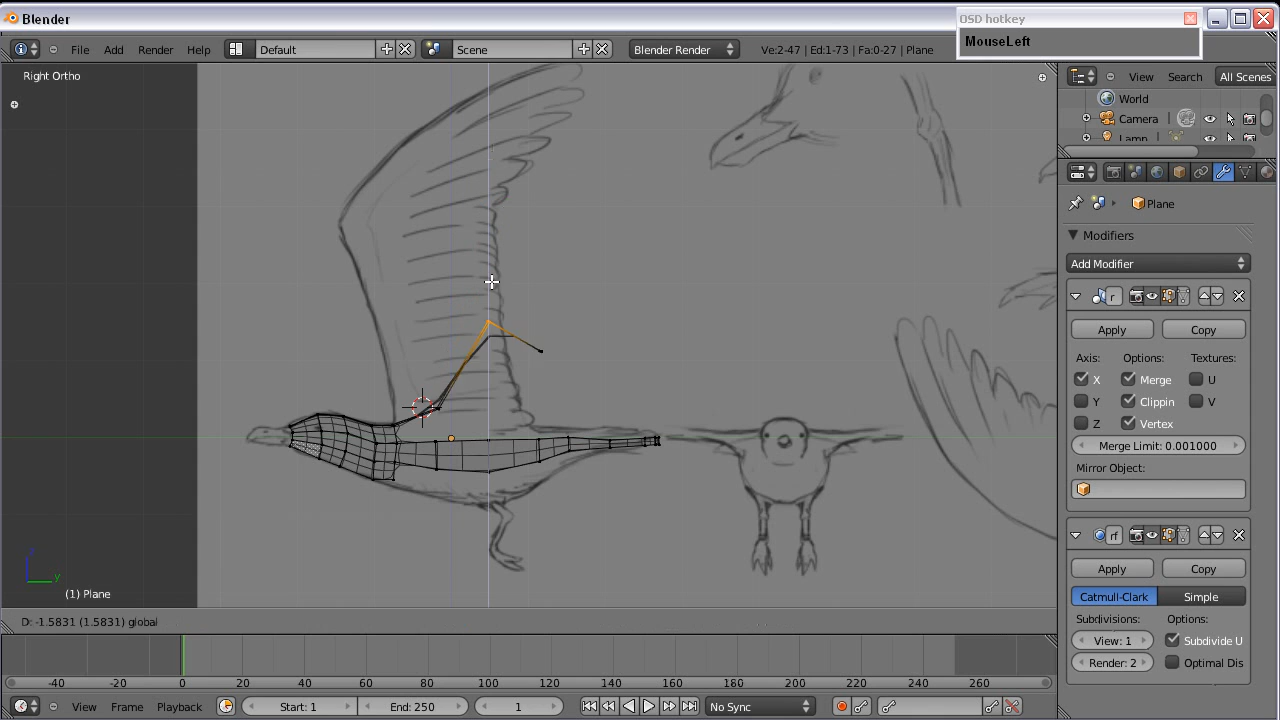 Blender
OSD hotkey
MouseLeft
File Add Render Help Default Scene Blender Render Ve:2-47 | Ed:1-73 | Fa:0-27 | Plane
Right Ortho
View Search All Scenes
World
Camera
Lamp
Plane
Modifiers
Add Modifier
r
Apply Copy
Axis: Options: Textures:
X Merge U
Y Clippin V
Z Vertex
Merge Limit: 0.001000
Mirror Object:
rf
Apply Copy
Catmull-Clark Simple
Subdivisions: Options:
View: 1 Subdivide U
Render: 2 Optimal Dis
z
y
(1) Plane
D: -1.5831 (1.5831) global
-40 -20 0 20 40 60 80 100 120 140 160 180 200 220 240 260
View Frame Playback Start: 1 End: 250 1 No Sync